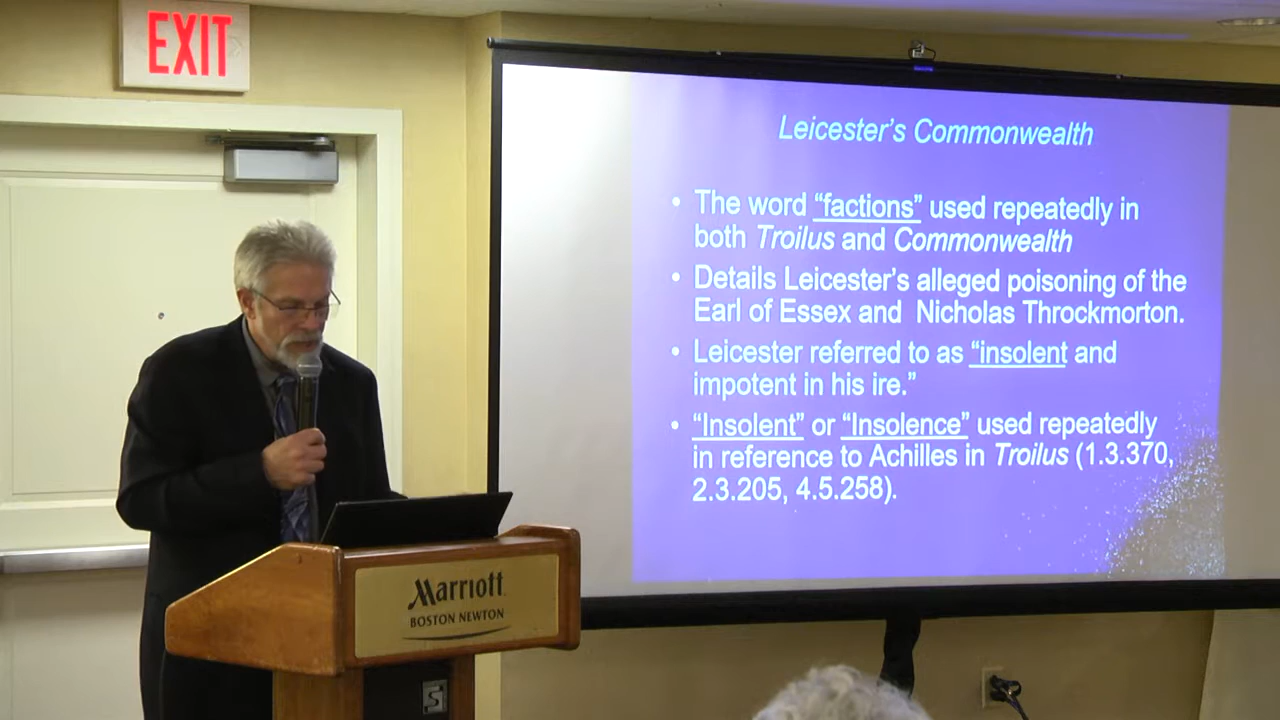 EXIT
Leicester's Commonwealth
• The word “factions” used repeatedly in
both Troilus and Commonwealth
• Details Leicester's alleged poisoning of the
Earl of Essex and Nicholas Throckmorton.
• Leicester referred to as “insolent and
impotent in his ire.”
• “Insolent” or “Insolence” used repeatedly
in reference to Achilles in Troilus (1.3.370,
2.3.205, 4.5.258).
Marriott
BOSTON NEWTON
S